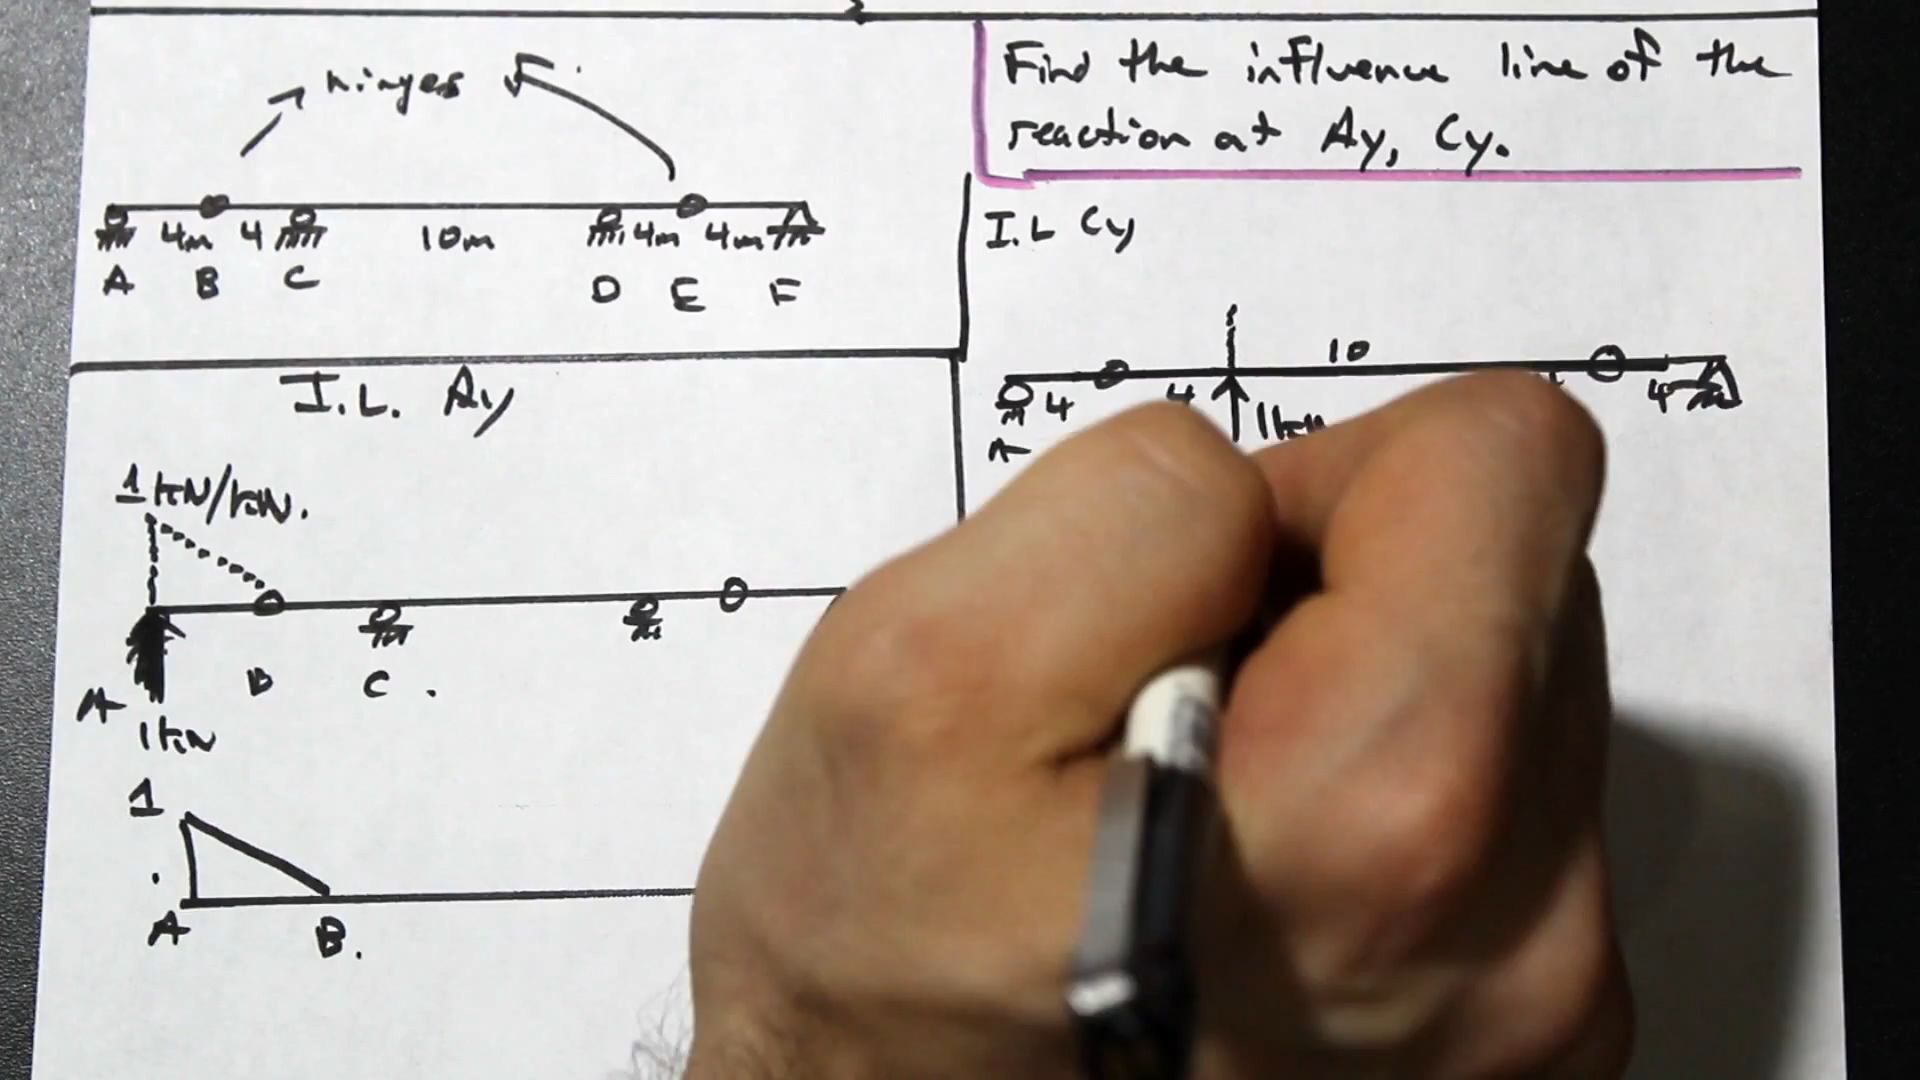 hinges
4m 4 10m 4m 4m
A B C D E F
Find the influence line of the
reaction at Ay, Cy.
I.L. Ay
1 kN/kN.
A B C .
1kN
1
A B.
I.L Cy
10
4 4 4
1kN
A